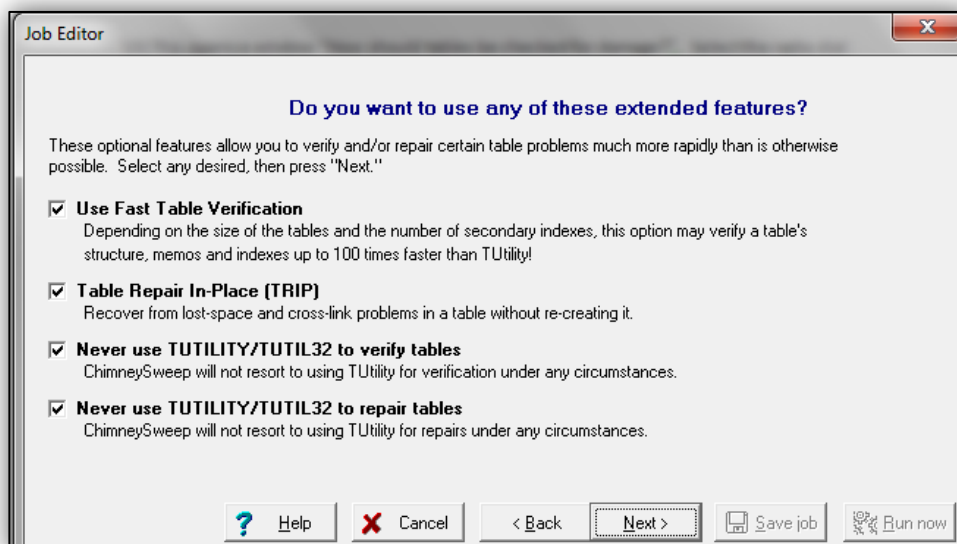 Job Editor
Do you want to use any of these extended features?
These optional features allow you to verify and/or repair certain table problems much more rapidly than is otherwise
possible. Select any desired, then press "Next."
Use Fast Table Verification
Depending on the size of the tables and the number of secondary indexes, this option may verify a table's
structure, memos and indexes up to 100 times faster than TUtility!
Table Repair In-Place (TRIP)
Recover from lost-space and cross-link problems in a table without re-creating it.
Never use TUTILITY/TUTIL32 to verify tables
ChimneySweep will not resort to using TUtility for verification under any circumstances.
Never use TUTILITY/TUTIL32 to repair tables
ChimneySweep will not resort to using TUtility for repairs under any circumstances.
? Help X Cancel < Back Next > Save job Run now